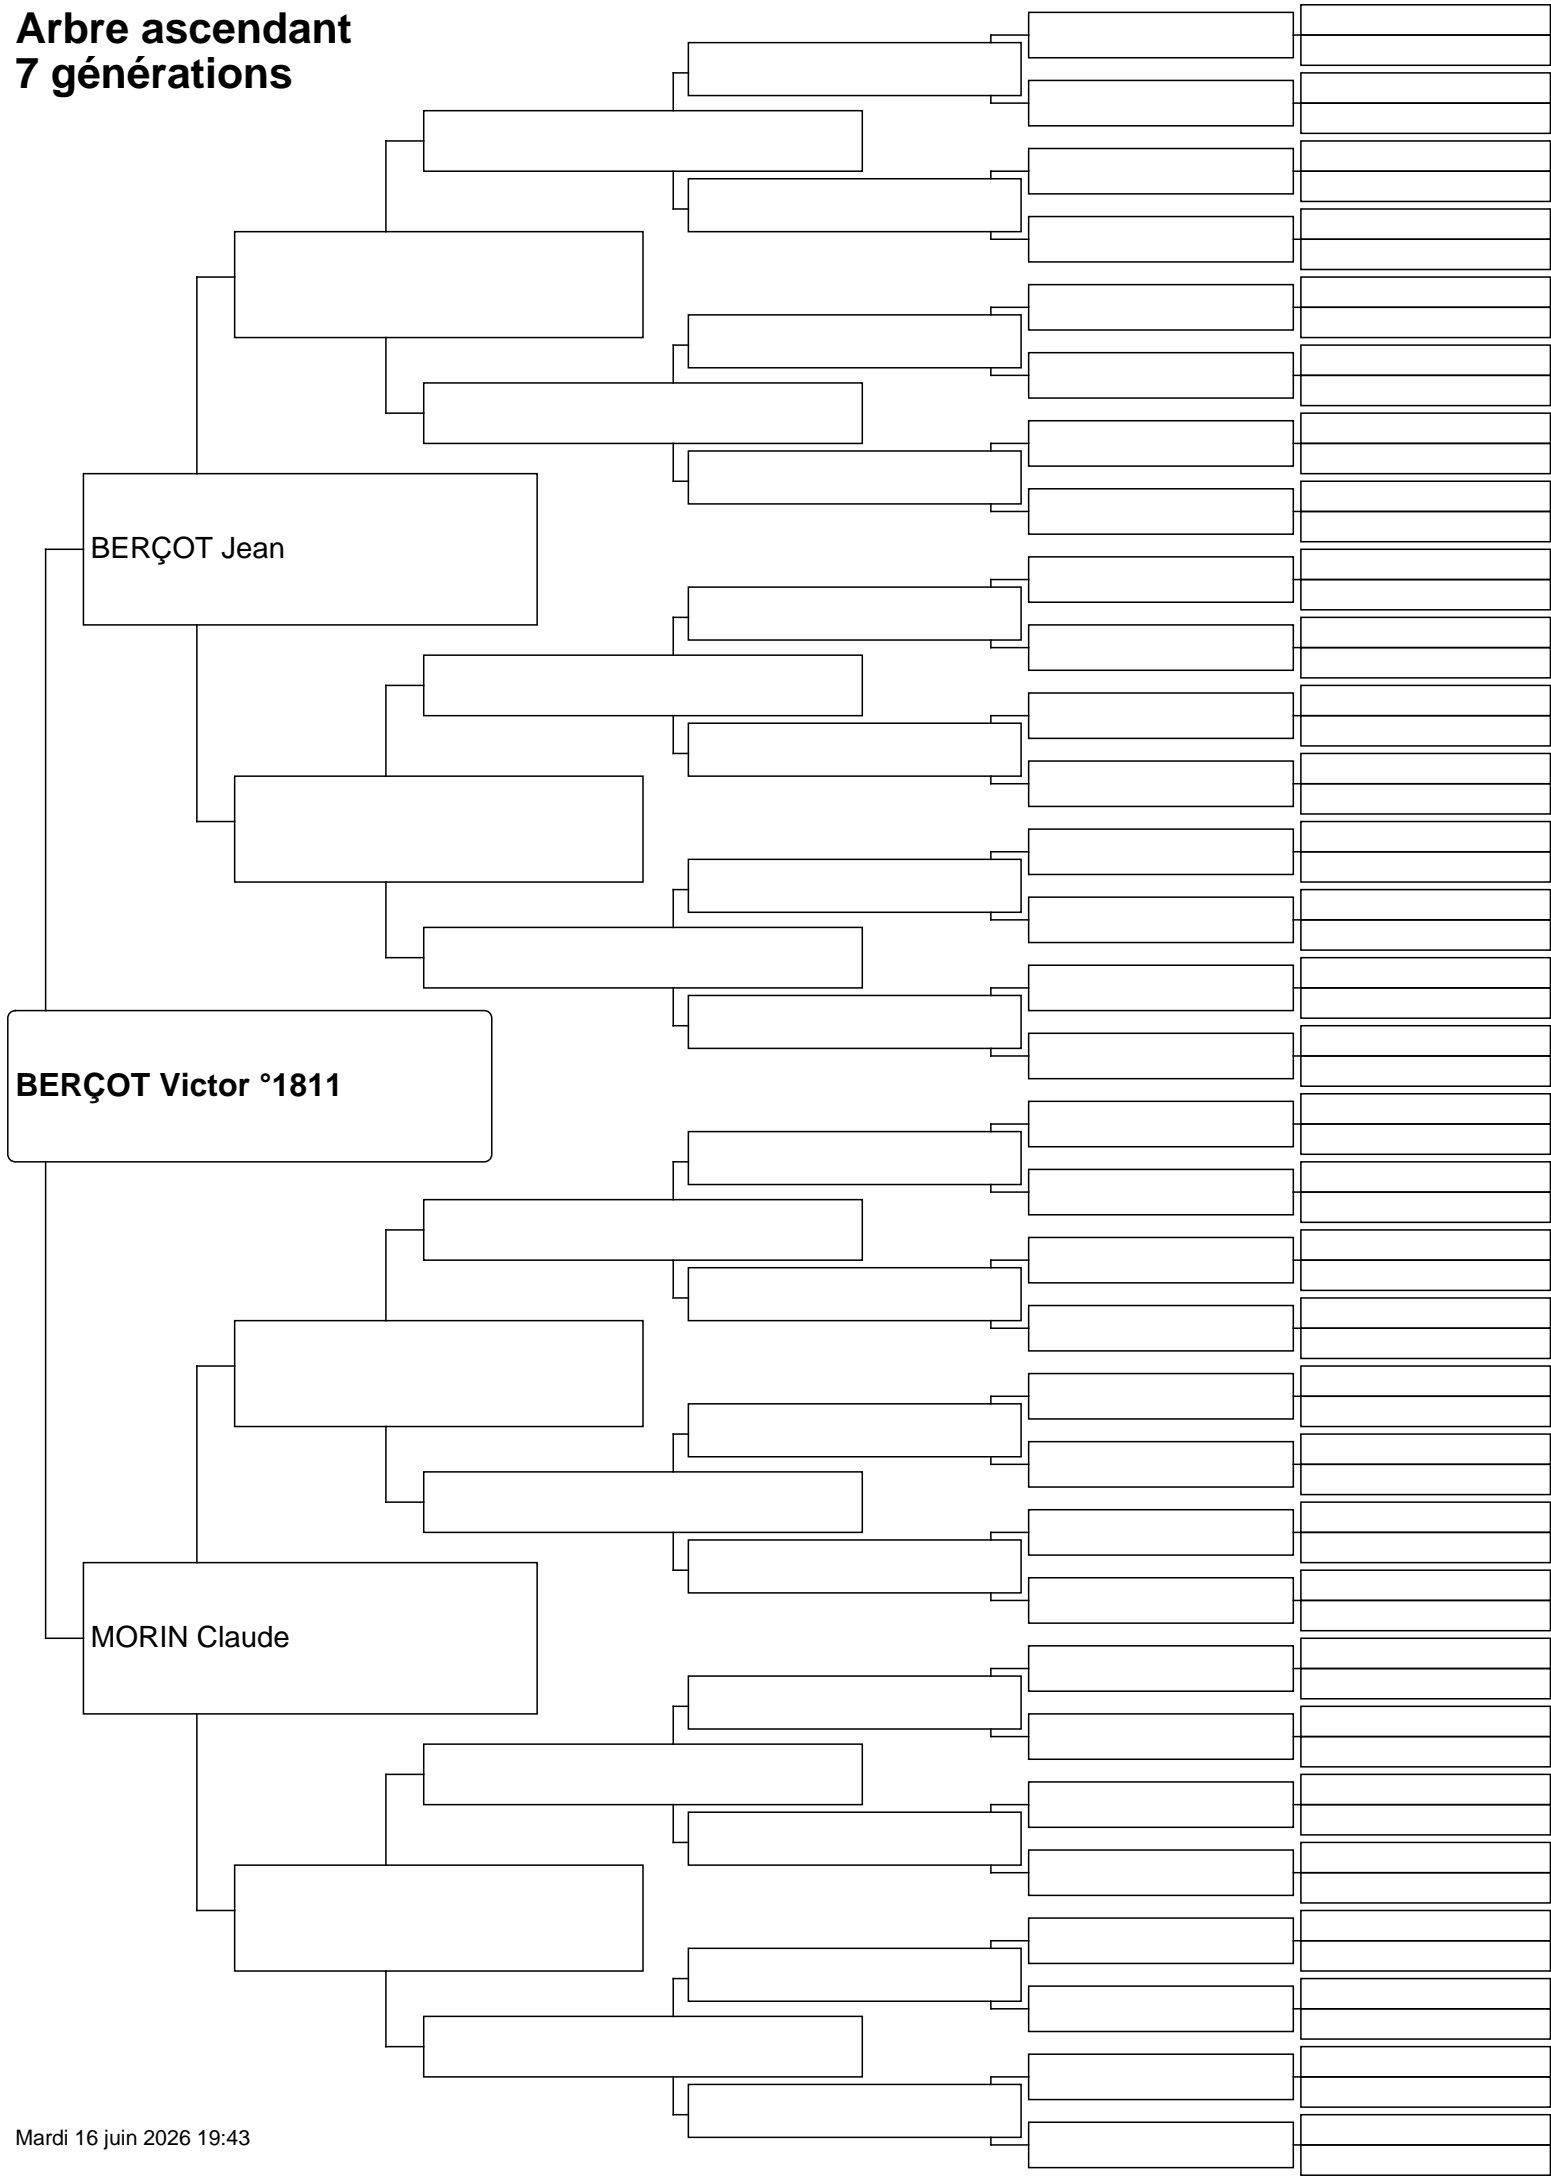 Arbre ascendant
7 générations
BERÇOT Jean
BERÇOT Victor °1811
MORIN Claude
Mardi 16 juin 2026 19:43